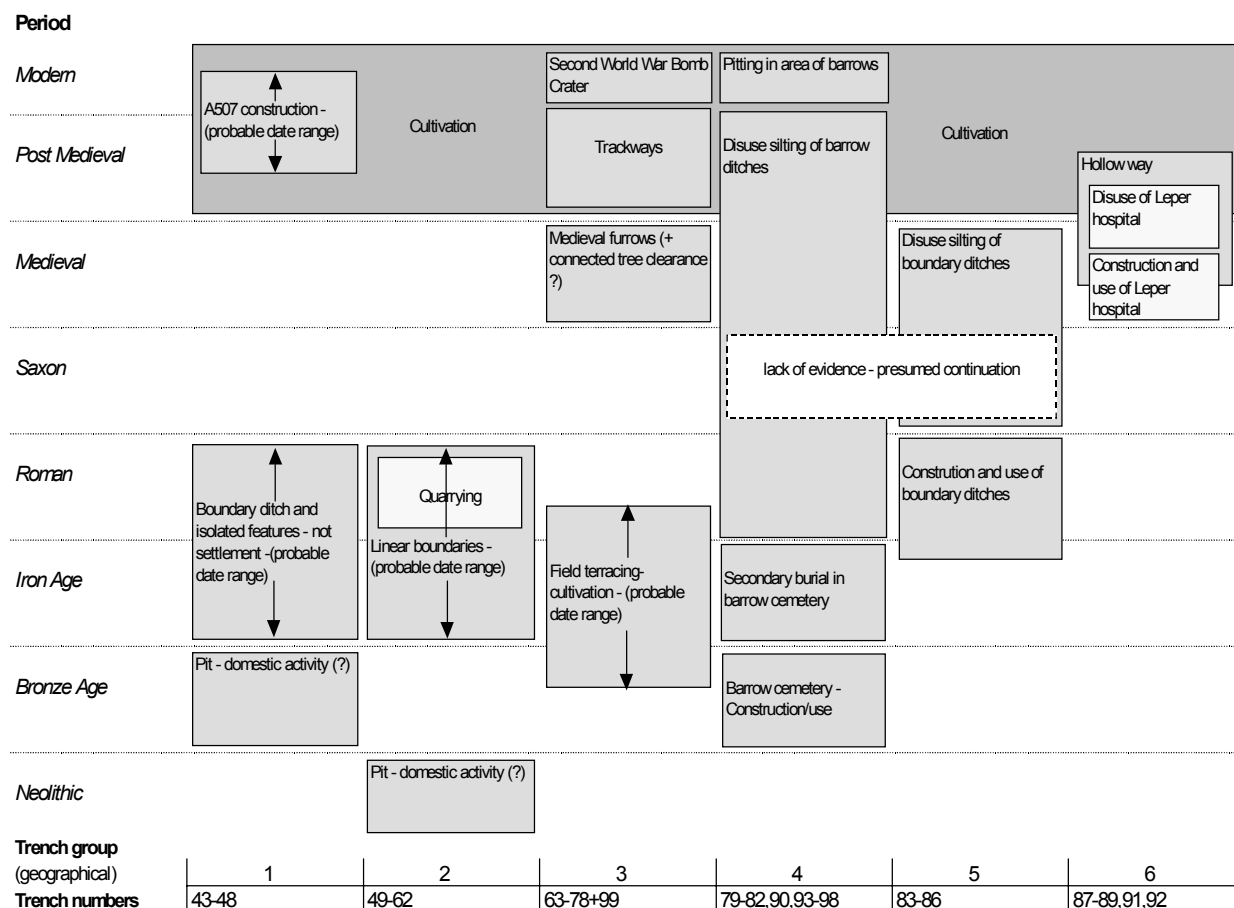 Period
Modern
Post Medieval
Medieval
Saxon
Roman
Iron Age
Bronze Age
Neolithic
A507 construction -
(probable date range)
Cultivation
Second World War Bomb
Crater
Pitting in area of barrows
Trackways
Disuse silting of barrow
ditches
Cultivation
Hollow way
Disuse of Leper
hospital
Medieval furrows (+
connected tree clearance
?)
Disuse silting of
boundary ditches
Construction and
use of Leper
hospital
lack of evidence - presumed continuation
Boundary ditch and
isolated features - not
settlement -(probable
date range)
Quarrying
Linear boundaries -
(probable date range)
Field terracing-
cultivation - (probable
date range)
Constrution and use of
boundary ditches
Secondary burial in
barrow cemetery
Pit - domestic activity (?)
Barrow cemetery -
Construction/use
Pit - domestic activity (?)
Trench group
(geographical)
1 2 3 4 5 6
Trench numbers
43-48 49-62 63-78+99 79-82,90,93-98 83-86 87-89,91,92